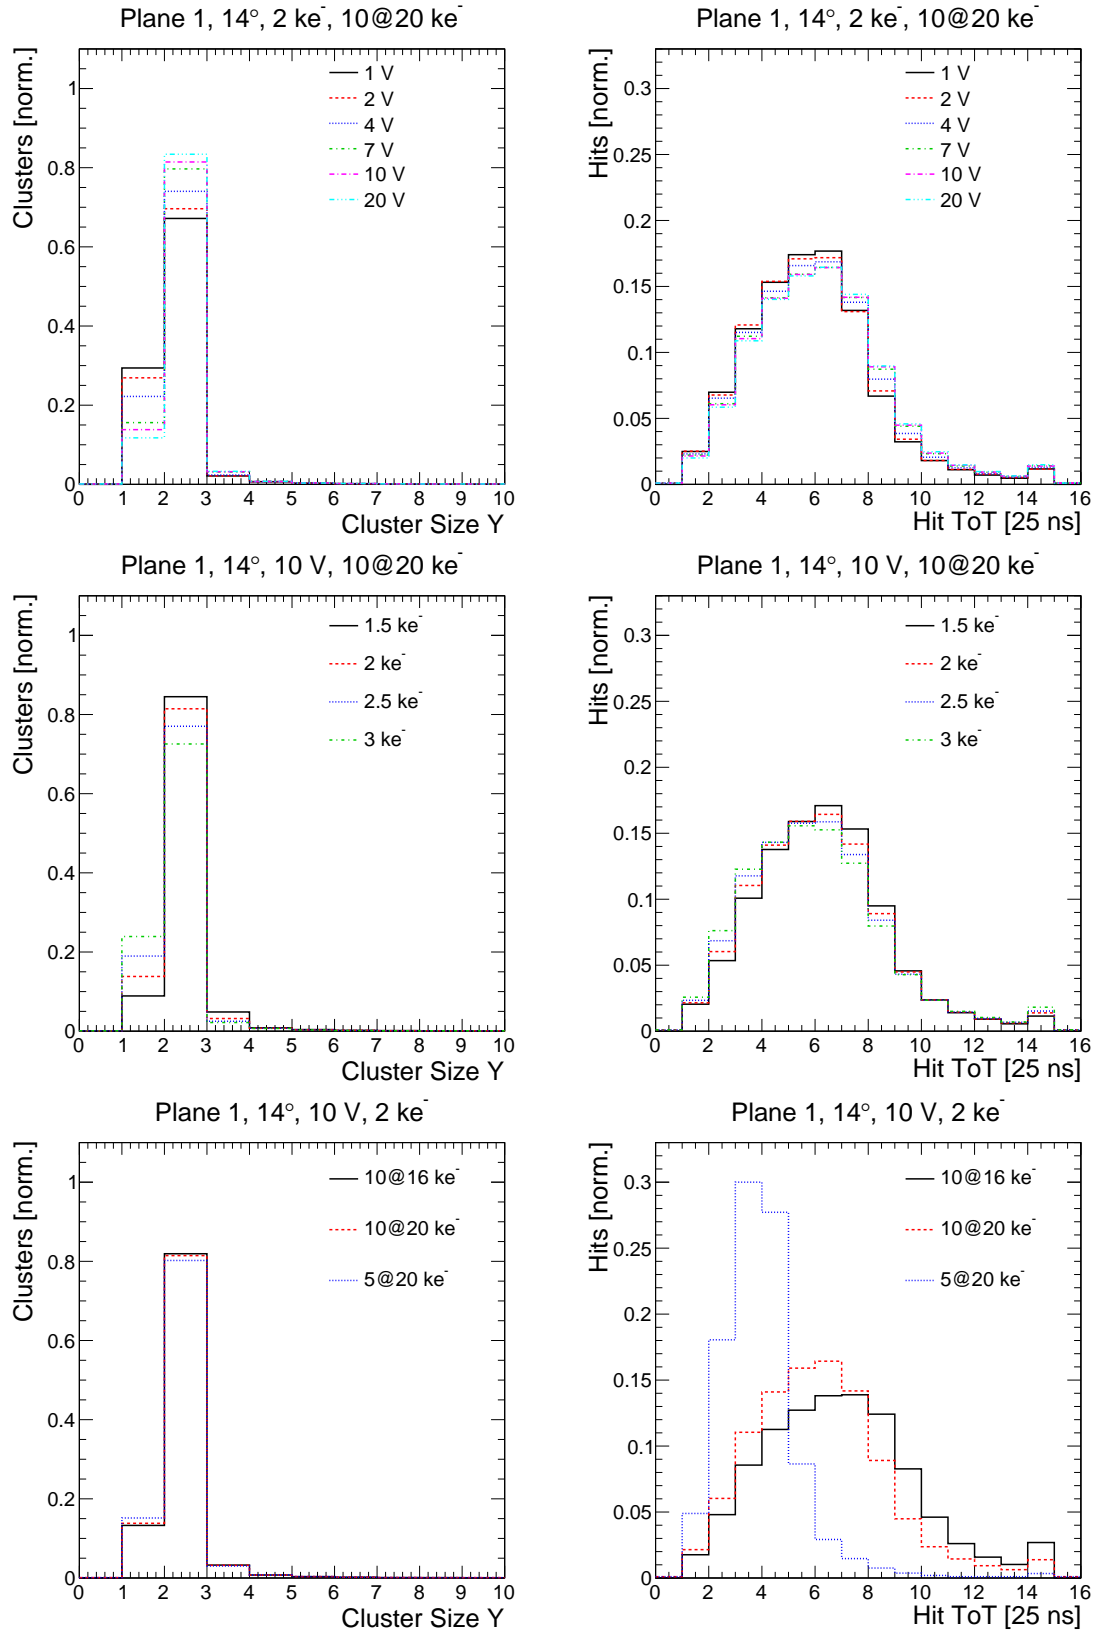 Plane 1, 14°, 2 ke⁻, 10@20 ke⁻
Clusters [norm.]
1
0.8
0.6
0.4
0.2
0
1 V
2 V
4 V
7 V
10 V
20 V
0 1 2 3 4 5 6 7 8 9 10
Cluster Size Y
Plane 1, 14°, 2 ke⁻, 10@20 ke⁻
Hits [norm.]
0.3
0.25
0.2
0.15
0.1
0.05
0
1 V
2 V
4 V
7 V
10 V
20 V
0 2 4 6 8 10 12 14 16
Hit ToT [25 ns]
Plane 1, 14°, 10 V, 10@20 ke⁻
Clusters [norm.]
1
0.8
0.6
0.4
0.2
0
1.5 ke⁻
2 ke⁻
2.5 ke⁻
3 ke⁻
0 1 2 3 4 5 6 7 8 9 10
Cluster Size Y
Plane 1, 14°, 10 V, 10@20 ke⁻
Hits [norm.]
0.3
0.25
0.2
0.15
0.1
0.05
0
1.5 ke⁻
2 ke⁻
2.5 ke⁻
3 ke⁻
0 2 4 6 8 10 12 14 16
Hit ToT [25 ns]
Plane 1, 14°, 10 V, 2 ke⁻
Clusters [norm.]
1
0.8
0.6
0.4
0.2
0
10@16 ke⁻
10@20 ke⁻
5@20 ke⁻
0 1 2 3 4 5 6 7 8 9 10
Cluster Size Y
Plane 1, 14°, 10 V, 2 ke⁻
Hits [norm.]
0.3
0.25
0.2
0.15
0.1
0.05
0
10@16 ke⁻
10@20 ke⁻
5@20 ke⁻
0 2 4 6 8 10 12 14 16
Hit ToT [25 ns]